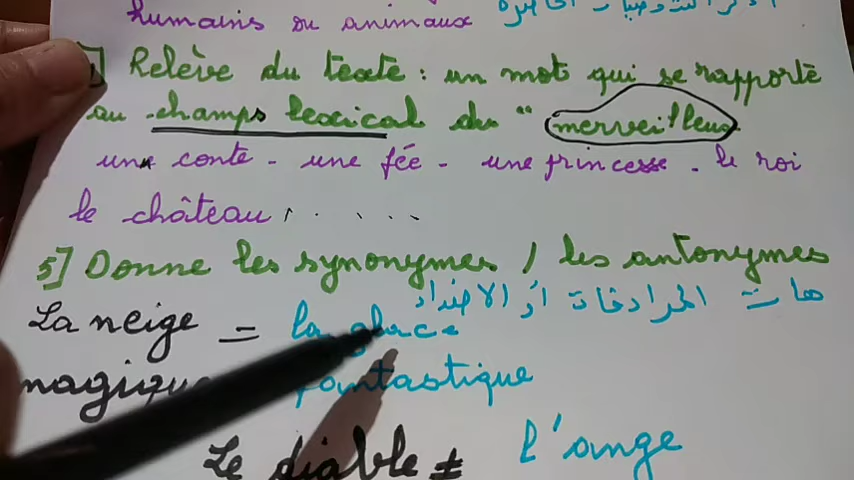 humains ou animaux
4] Relève du texte : un mot qui se rapporte
au champs lexical du "merveilleux
un conte - une fée - une princesse - le roi
le château , . . . .
5] Donne les synonymes / les antonymes
هات المرادفات أو الاضداد
La neige = la glace
magique fantastique
Le diable ≠ l'ange